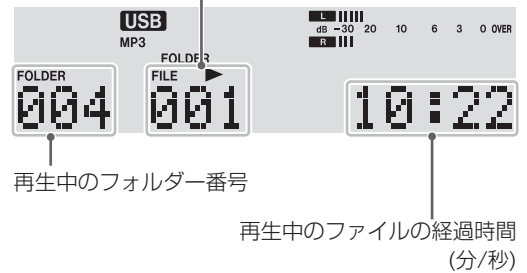 USB
MP3
L
dB -30 20 10 6 3 0 OVER
R
FOLDER
FOLDER
FILE
004
001
10:22
再生中のフォルダー番号
再生中のファイルの経過時間
(分/秒)